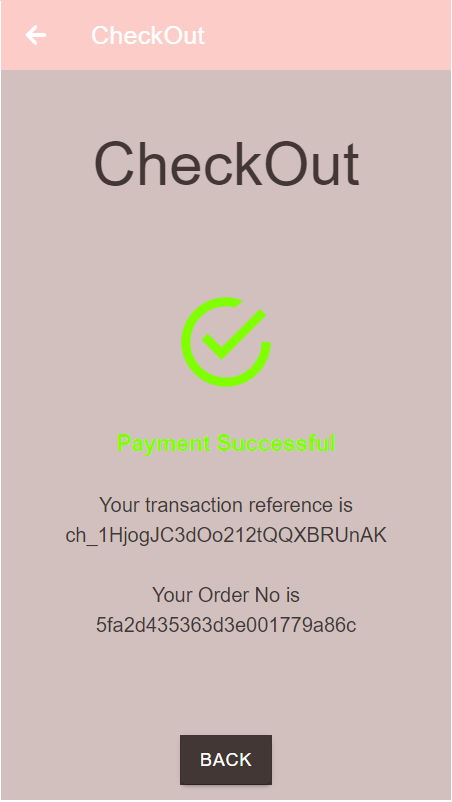 CheckOut
CheckOut
Payment Successful
Your transaction reference is
ch_1HjogJC3dOo212tQQXBRUnAK
Your Order No is
5fa2d435363d3e001779a86c
BACK